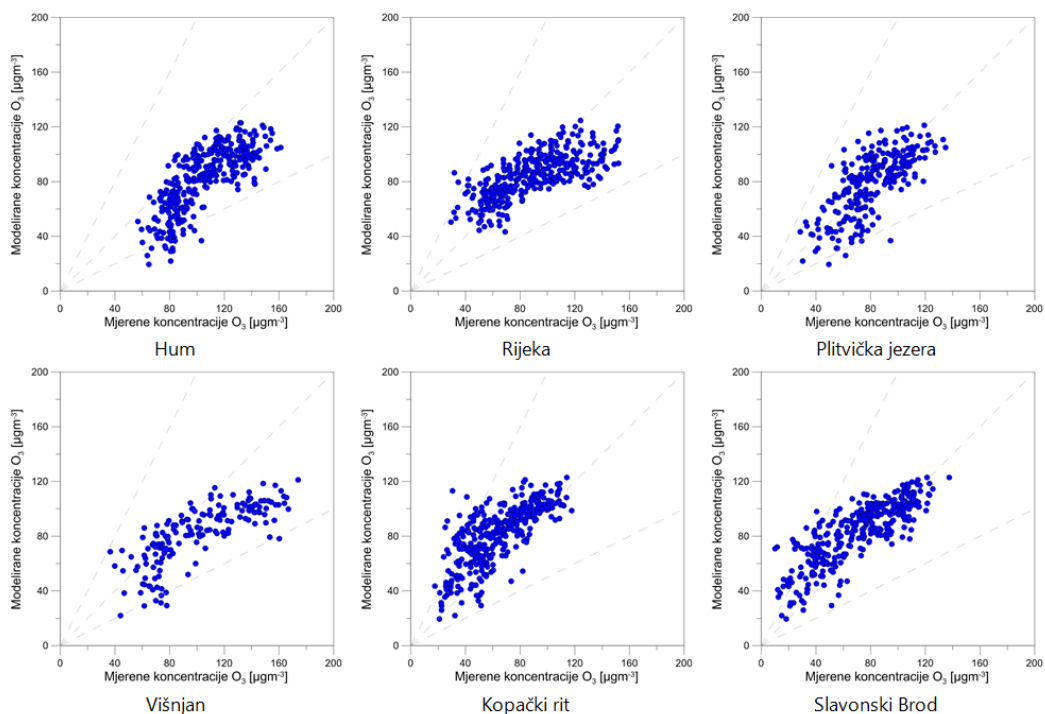 200
160
120
80
40
0
Modelirane koncentracije O3 [µgm-3]
0 40 80 120 160 200
Mjerene koncentracije O3 [µgm-3]
Hum
200
160
120
80
40
0
Modelirane koncentracije O3 [µgm-3]
0 40 80 120 160 200
Mjerene koncentracije O3 [µgm-3]
Rijeka
200
160
120
80
40
0
Modelirane koncentracije O3 [µgm-3]
0 40 80 120 160 200
Mjerene koncentracije O3 [µgm-3]
Plitvička jezera
200
160
120
80
40
0
Modelirane koncentracije O3 [µgm-3]
0 40 80 120 160 200
Mjerene koncentracije O3 [µgm-3]
Višnjan
200
160
120
80
40
0
Modelirane koncentracije O3 [µgm-3]
0 40 80 120 160 200
Mjerene koncentracije O3 [µgm-3]
Kopački rit
200
160
120
80
40
0
Modelirane koncentracije O3 [µgm-3]
0 40 80 120 160 200
Mjerene koncentracije O3 [µgm-3]
Slavonski Brod